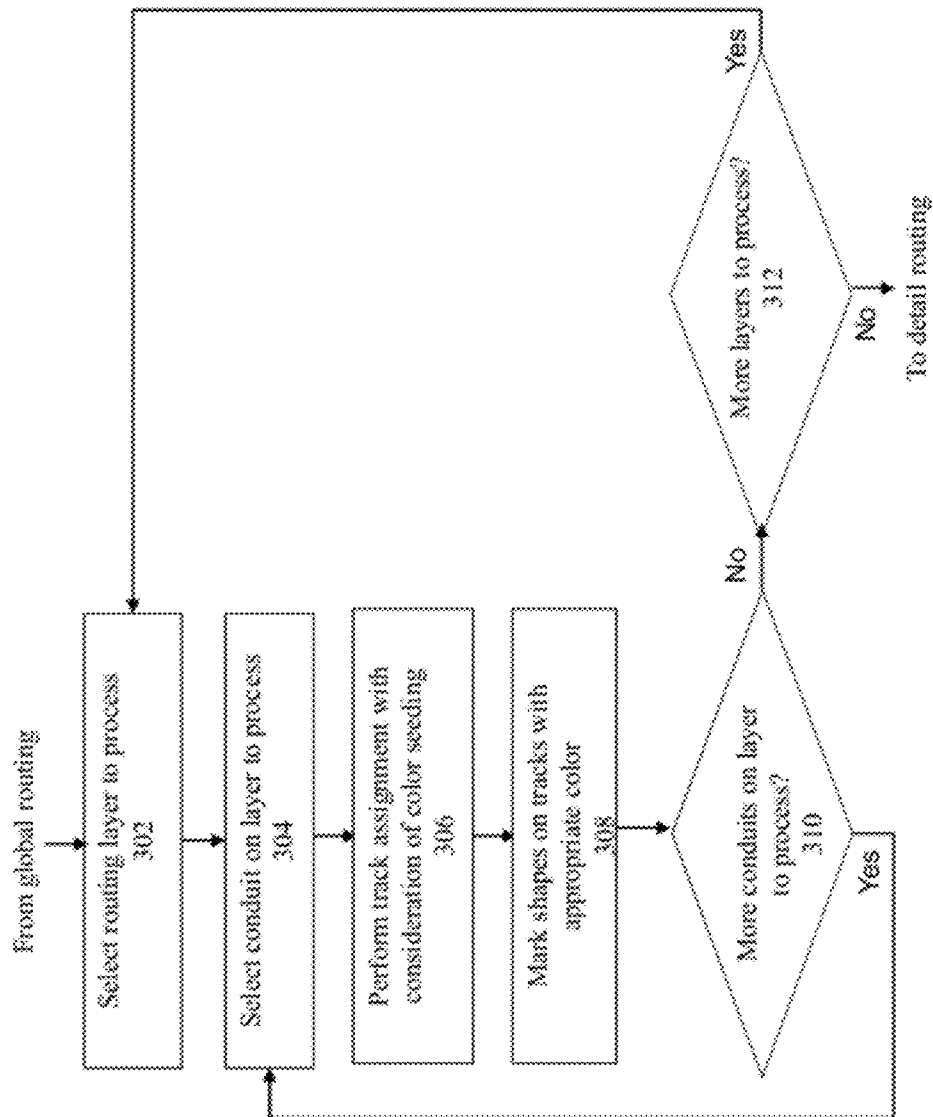 From global routing
Select routing layer to process
302
Select conduit on layer to process
304
Perform track assignment with
consideration of color seeding
306
Mark shapes on tracks with
appropriate color
308
More conduits on layer
to process?
310
Yes
No
More layers to process?
312
Yes
No
To detail routing